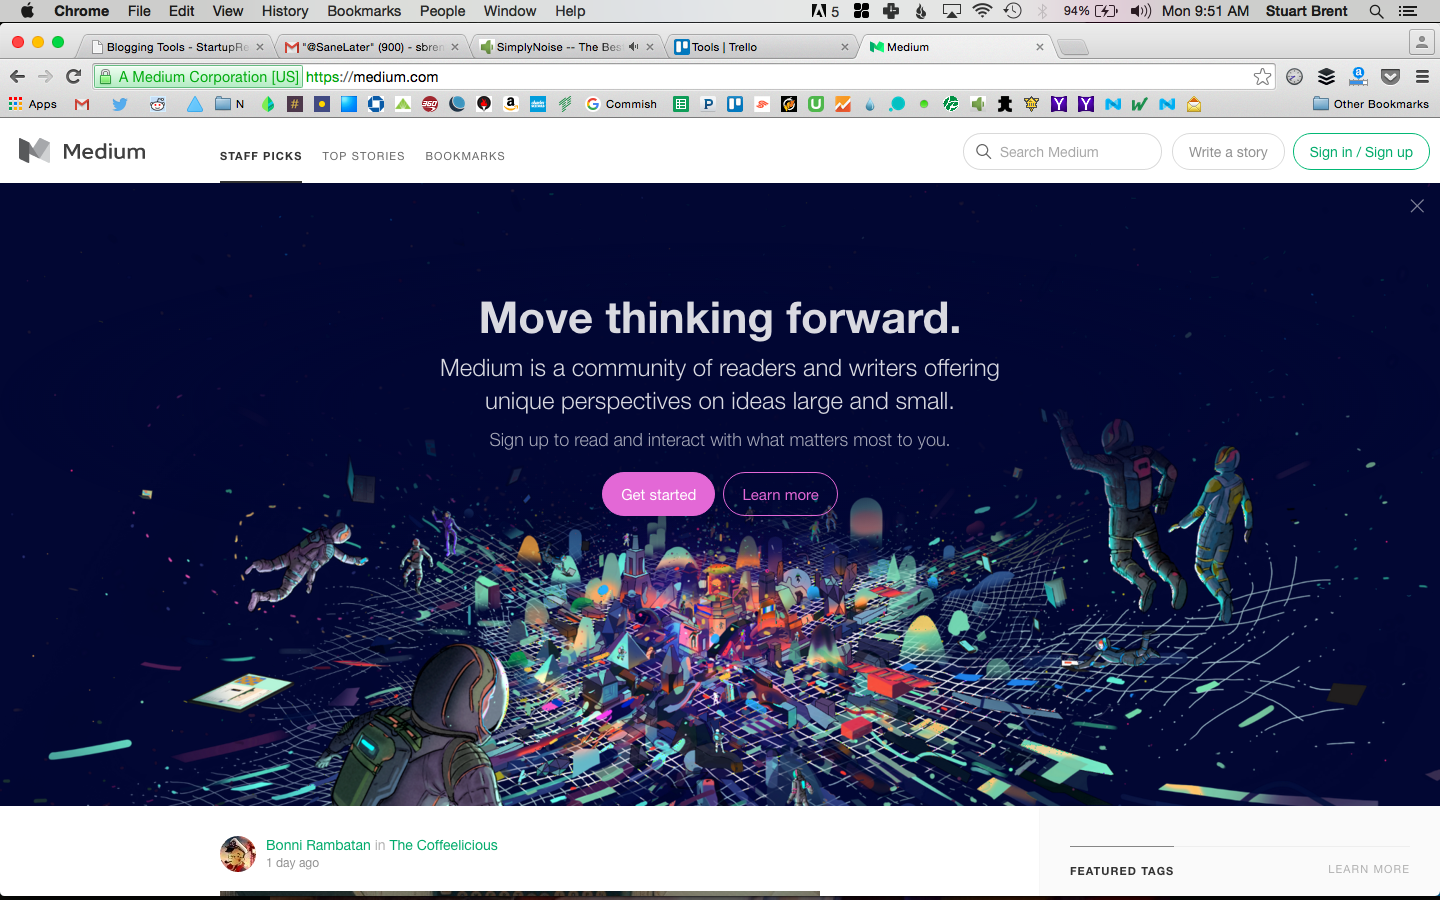 Chrome File Edit View History Bookmarks People Window Help
5 94% Mon 9:51 AM Stuart Brent
Blogging Tools - StartupRe
"@SaneLater" (900) - sbren
SimplyNoise -- The Bes
Tools | Trello
Medium
A Medium Corporation [US] https://medium.com
Apps N Commish Other Bookmarks
Medium
STAFF PICKS TOP STORIES BOOKMARKS
Search Medium Write a story Sign in / Sign up
Move thinking forward.
Medium is a community of readers and writers offering
unique perspectives on ideas large and small.
Sign up to read and interact with what matters most to you.
Get started Learn more
Bonni Rambatan in The Coffeelicious
1 day ago
FEATURED TAGS LEARN MORE